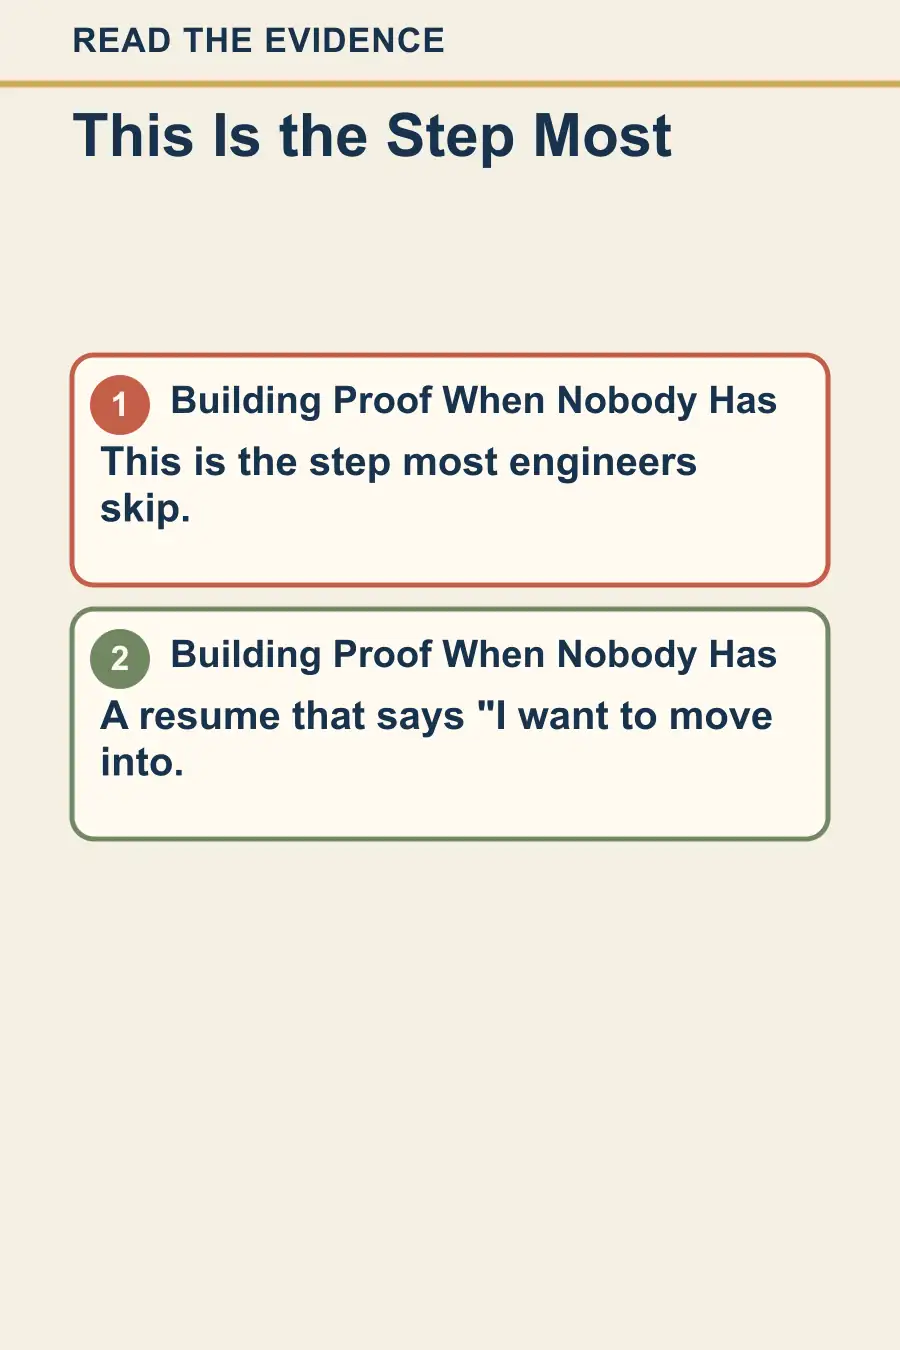 READ THE EVIDENCE
This Is the Step Most
1 Building Proof When Nobody Has
This is the step most engineers
skip.
2 Building Proof When Nobody Has
A resume that says "I want to move
into.